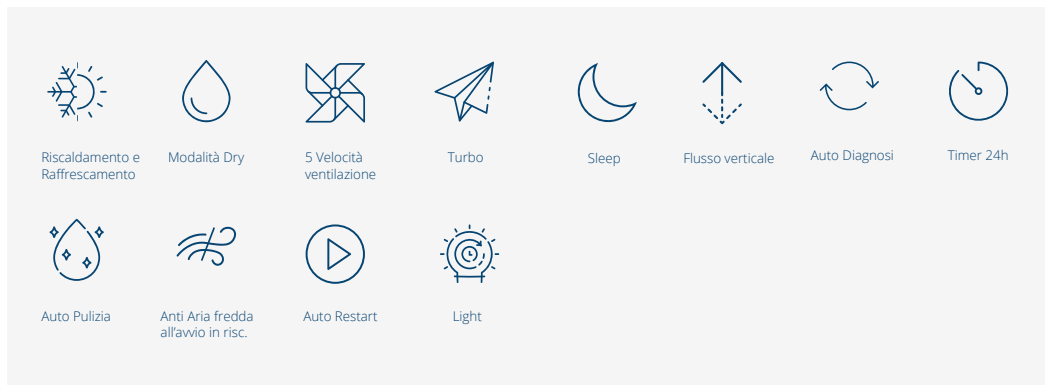 Riscaldamento e
Raffrescamento
Modalità Dry
5 Velocità
ventilazione
Turbo
Sleep
Flusso verticale
Auto Diagnosi
Timer 24h
Auto Pulizia
Anti Aria fredda
all'avvio in risc.
Auto Restart
Light